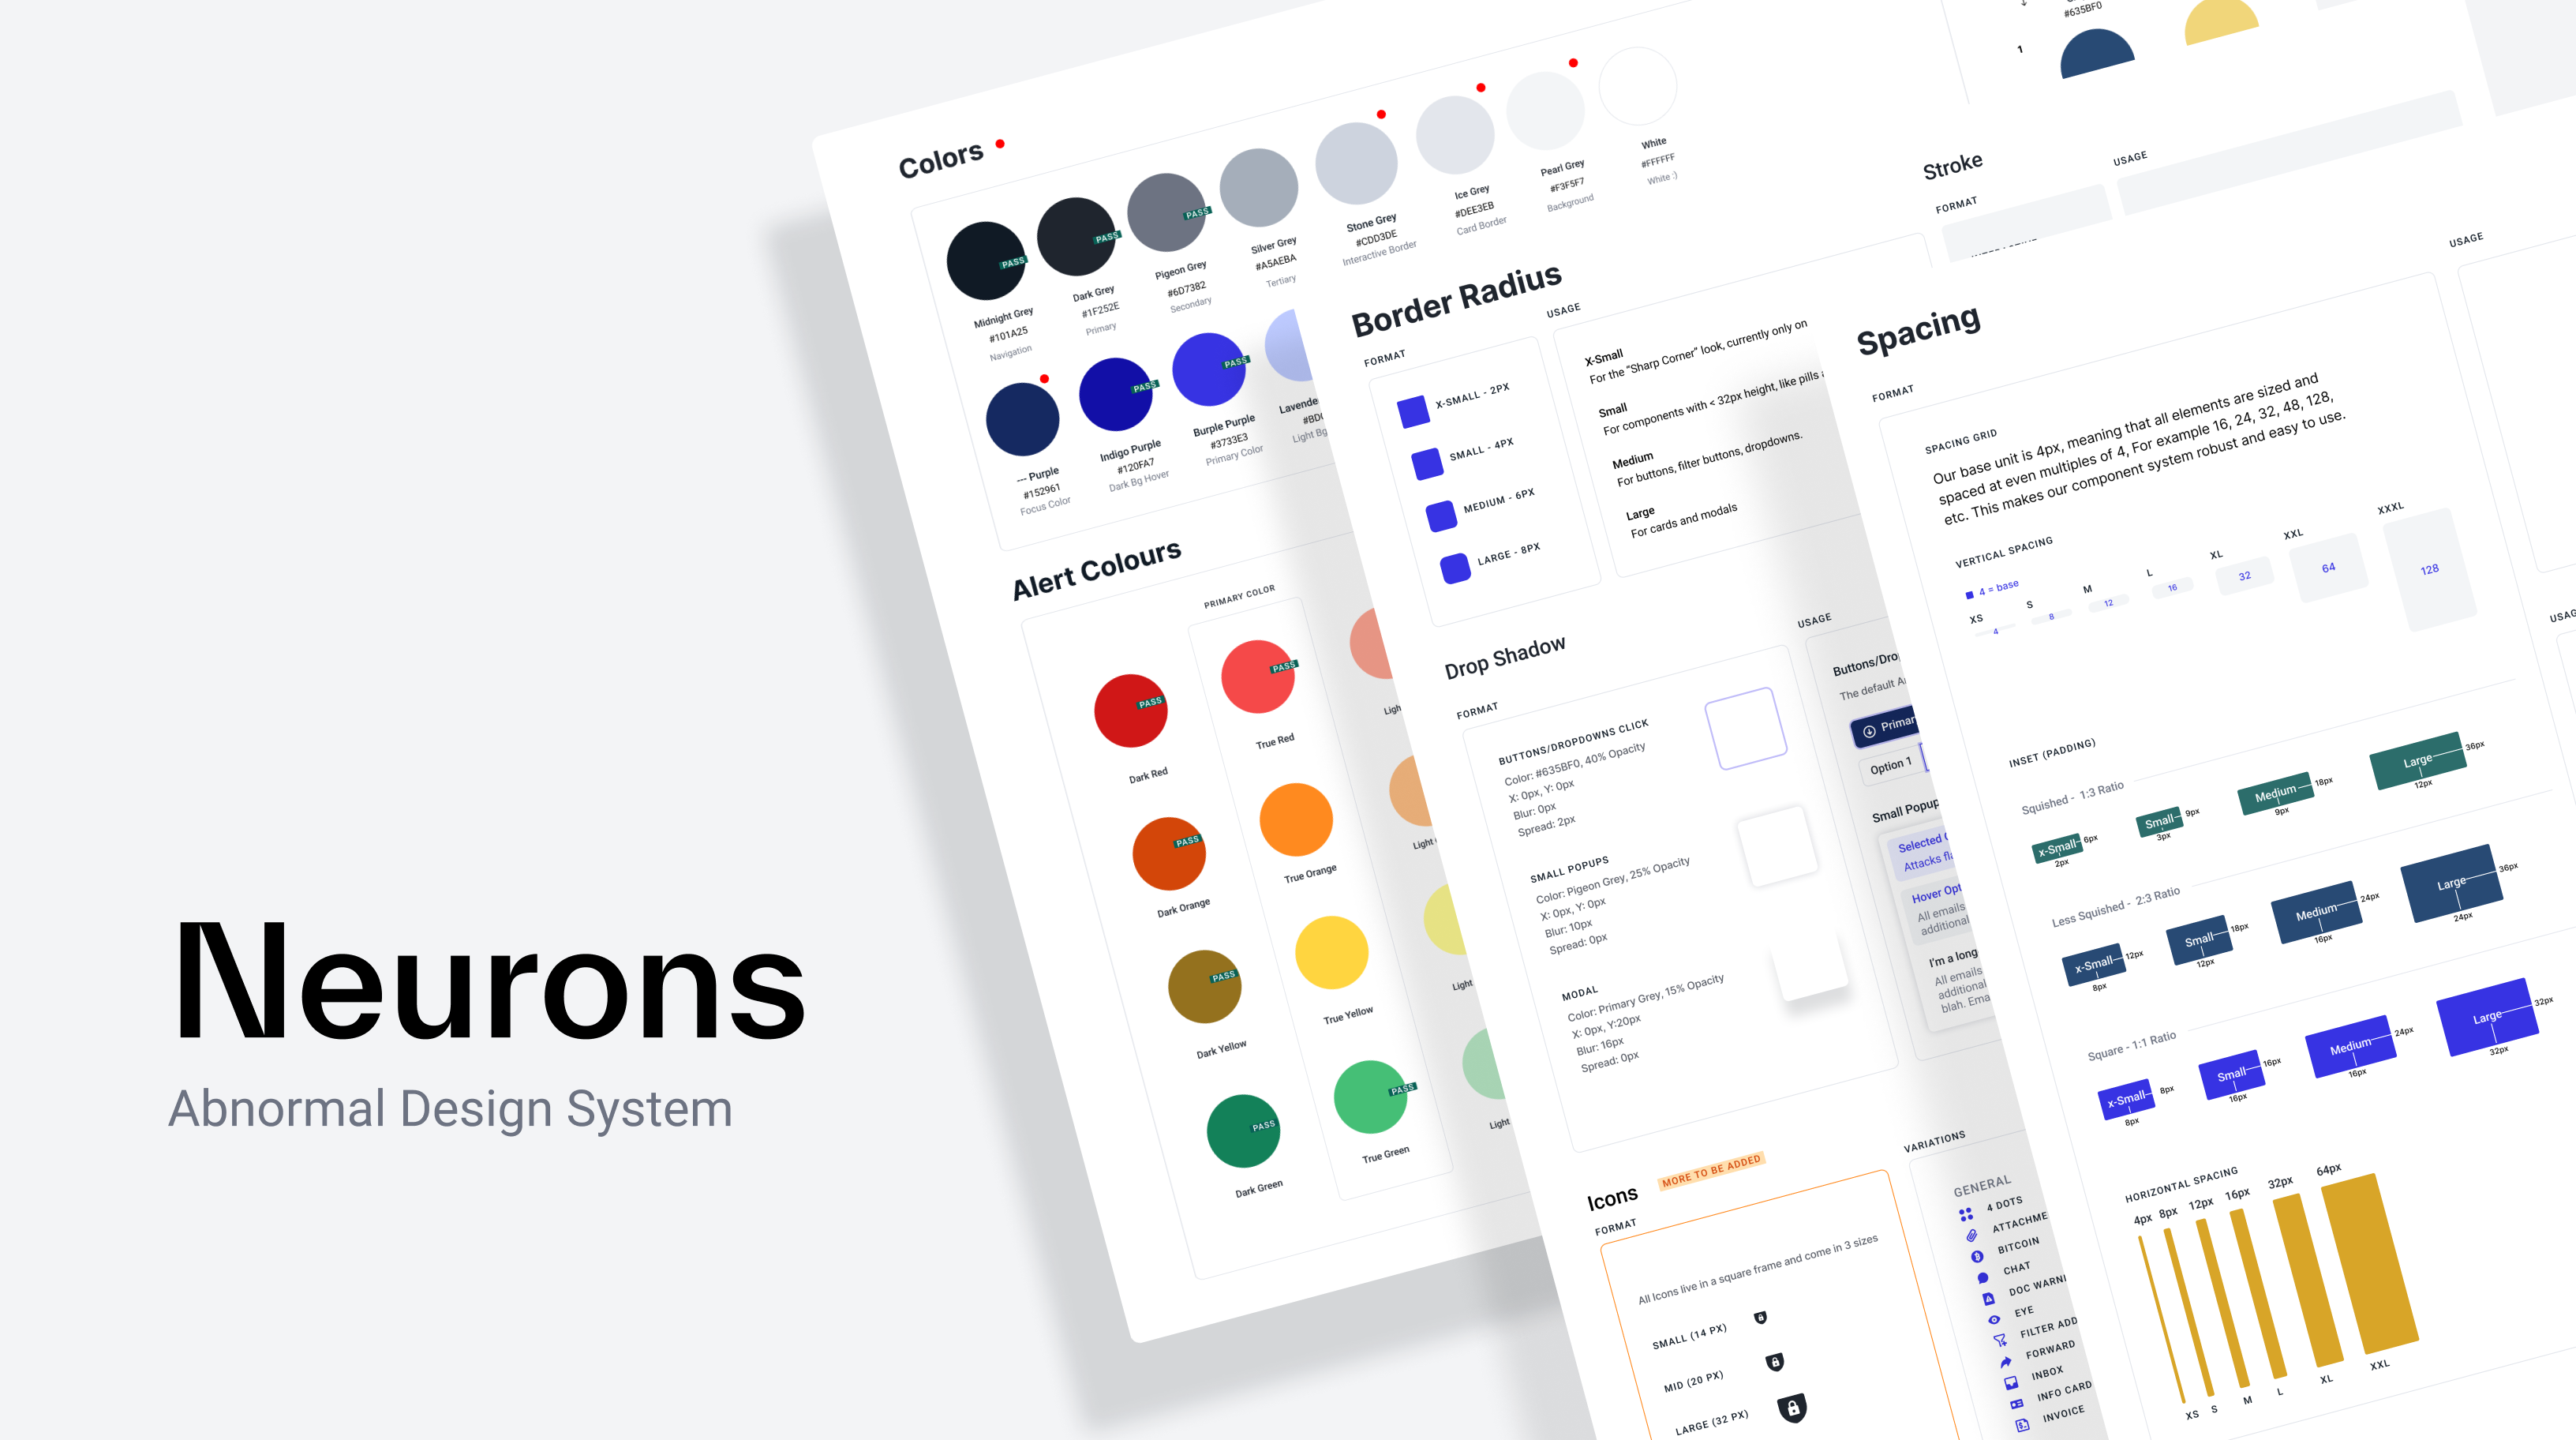 Neurons
Abnormal Design System
Colors
PASS
Midnight Grey
#101A25
Navigation
PASS
Dark Grey
#1F252E
Primary
PASS
Pigeon Grey
#6D7382
Secondary
Silver Grey
#A5AEBA
Tertiary
Stone Grey
#CDD3DE
Interactive Border
Ice Grey
#DEE3EB
Card Border
Pearl Grey
#F3F5F7
Background
White
#FFFFFF
White :)
--- Purple
#152961
Focus Color
PASS
Indigo Purple
#120FA7
Dark Bg Hover
PASS
Burple Purple
#3733E3
Primary Color
Lavende
Light Bg
Alert Colours
PRIMARY COLOR
PASS
Dark Red
PASS
True Red
PASS
Dark Orange
True Orange
Light
PASS
Dark Yellow
True Yellow
Light
PASS
Dark Green
PASS
True Green
Light
Border Radius
FORMAT
X-SMALL - 2PX
SMALL - 4PX
MEDIUM - 6PX
LARGE - 8PX
USAGE
X-Small
For the "Sharp Corner" look, currently only on
Small
For components with < 32px height, like pills
Medium
For buttons, filter buttons, dropdowns.
Large
For cards and modals
Drop Shadow
FORMAT
BUTTONS/DROPDOWNS CLICK
Color: #635BF0, 40% Opacity
X: 0px, Y: 0px
Blur: 0px
Spread: 2px
SMALL POPUPS
Color: Pigeon Grey, 25% Opacity
X: 0px, Y: 0px
Blur: 10px
Spread: 0px
MODAL
Color: Primary Grey, 15% Opacity
X: 0px, Y:20px
Blur: 16px
Spread: 0px
USAGE
Buttons/Dro
The default
Primar
Option 1
Small Popup
Selected
Attacks fl
Hover Opt
All emails
additional
I'm a long
All emails
additional
blah. Ema
Icons
MORE TO BE ADDED
FORMAT
All Icons live in a square frame and come in 3 sizes
SMALL (14 PX)
MID (20 PX)
LARGE (32 PX)
VARIATIONS
GENERAL
4 DOTS
ATTACHME
BITCOIN
CHAT
DOC WARNI
EYE
FILTER ADD
FORWARD
INBOX
INFO CARD
INVOICE
#635BF0
1
Stroke
FORMAT
USAGE
Spacing
FORMAT
USAGE
SPACING GRID
Our base unit is 4px, meaning that all elements are sized and
spaced at even multiples of 4, For example 16, 24, 32, 48, 128,
etc. This makes our component system robust and easy to use.
VERTICAL SPACING
4 = base
XS
4
S
8
M
12
L
16
XL
32
XXL
64
XXXL
128
INSET (PADDING)
Squished - 1:3 Ratio
x-Small
6px
2px
Small
9px
3px
Medium
18px
9px
Large
36px
12px
Less Squished - 2:3 Ratio
x-Small
12px
8px
Small
18px
12px
Medium
24px
16px
Large
36px
24px
Square - 1:1 Ratio
x-Small
8px
8px
Small
16px
16px
Medium
24px
16px
Large
32px
32px
HORIZONTAL SPACING
4px 8px 12px 16px 32px 64px
XS S M L XL XXL